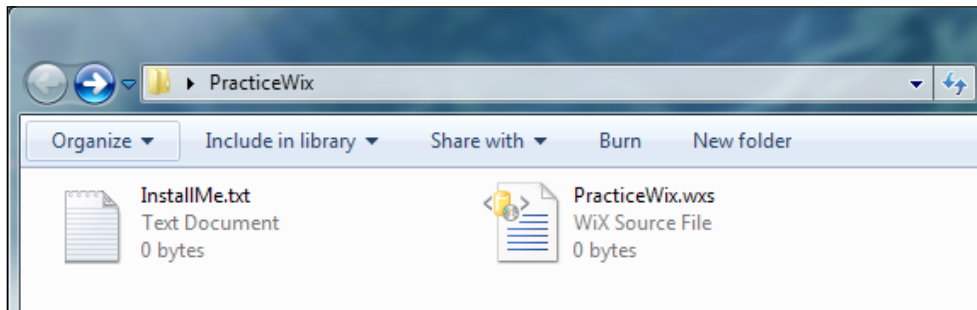 PracticeWix
Organize Include in library Share with Burn New folder
InstallMe.txt
Text Document
0 bytes
PracticeWix.wxs
WiX Source File
0 bytes